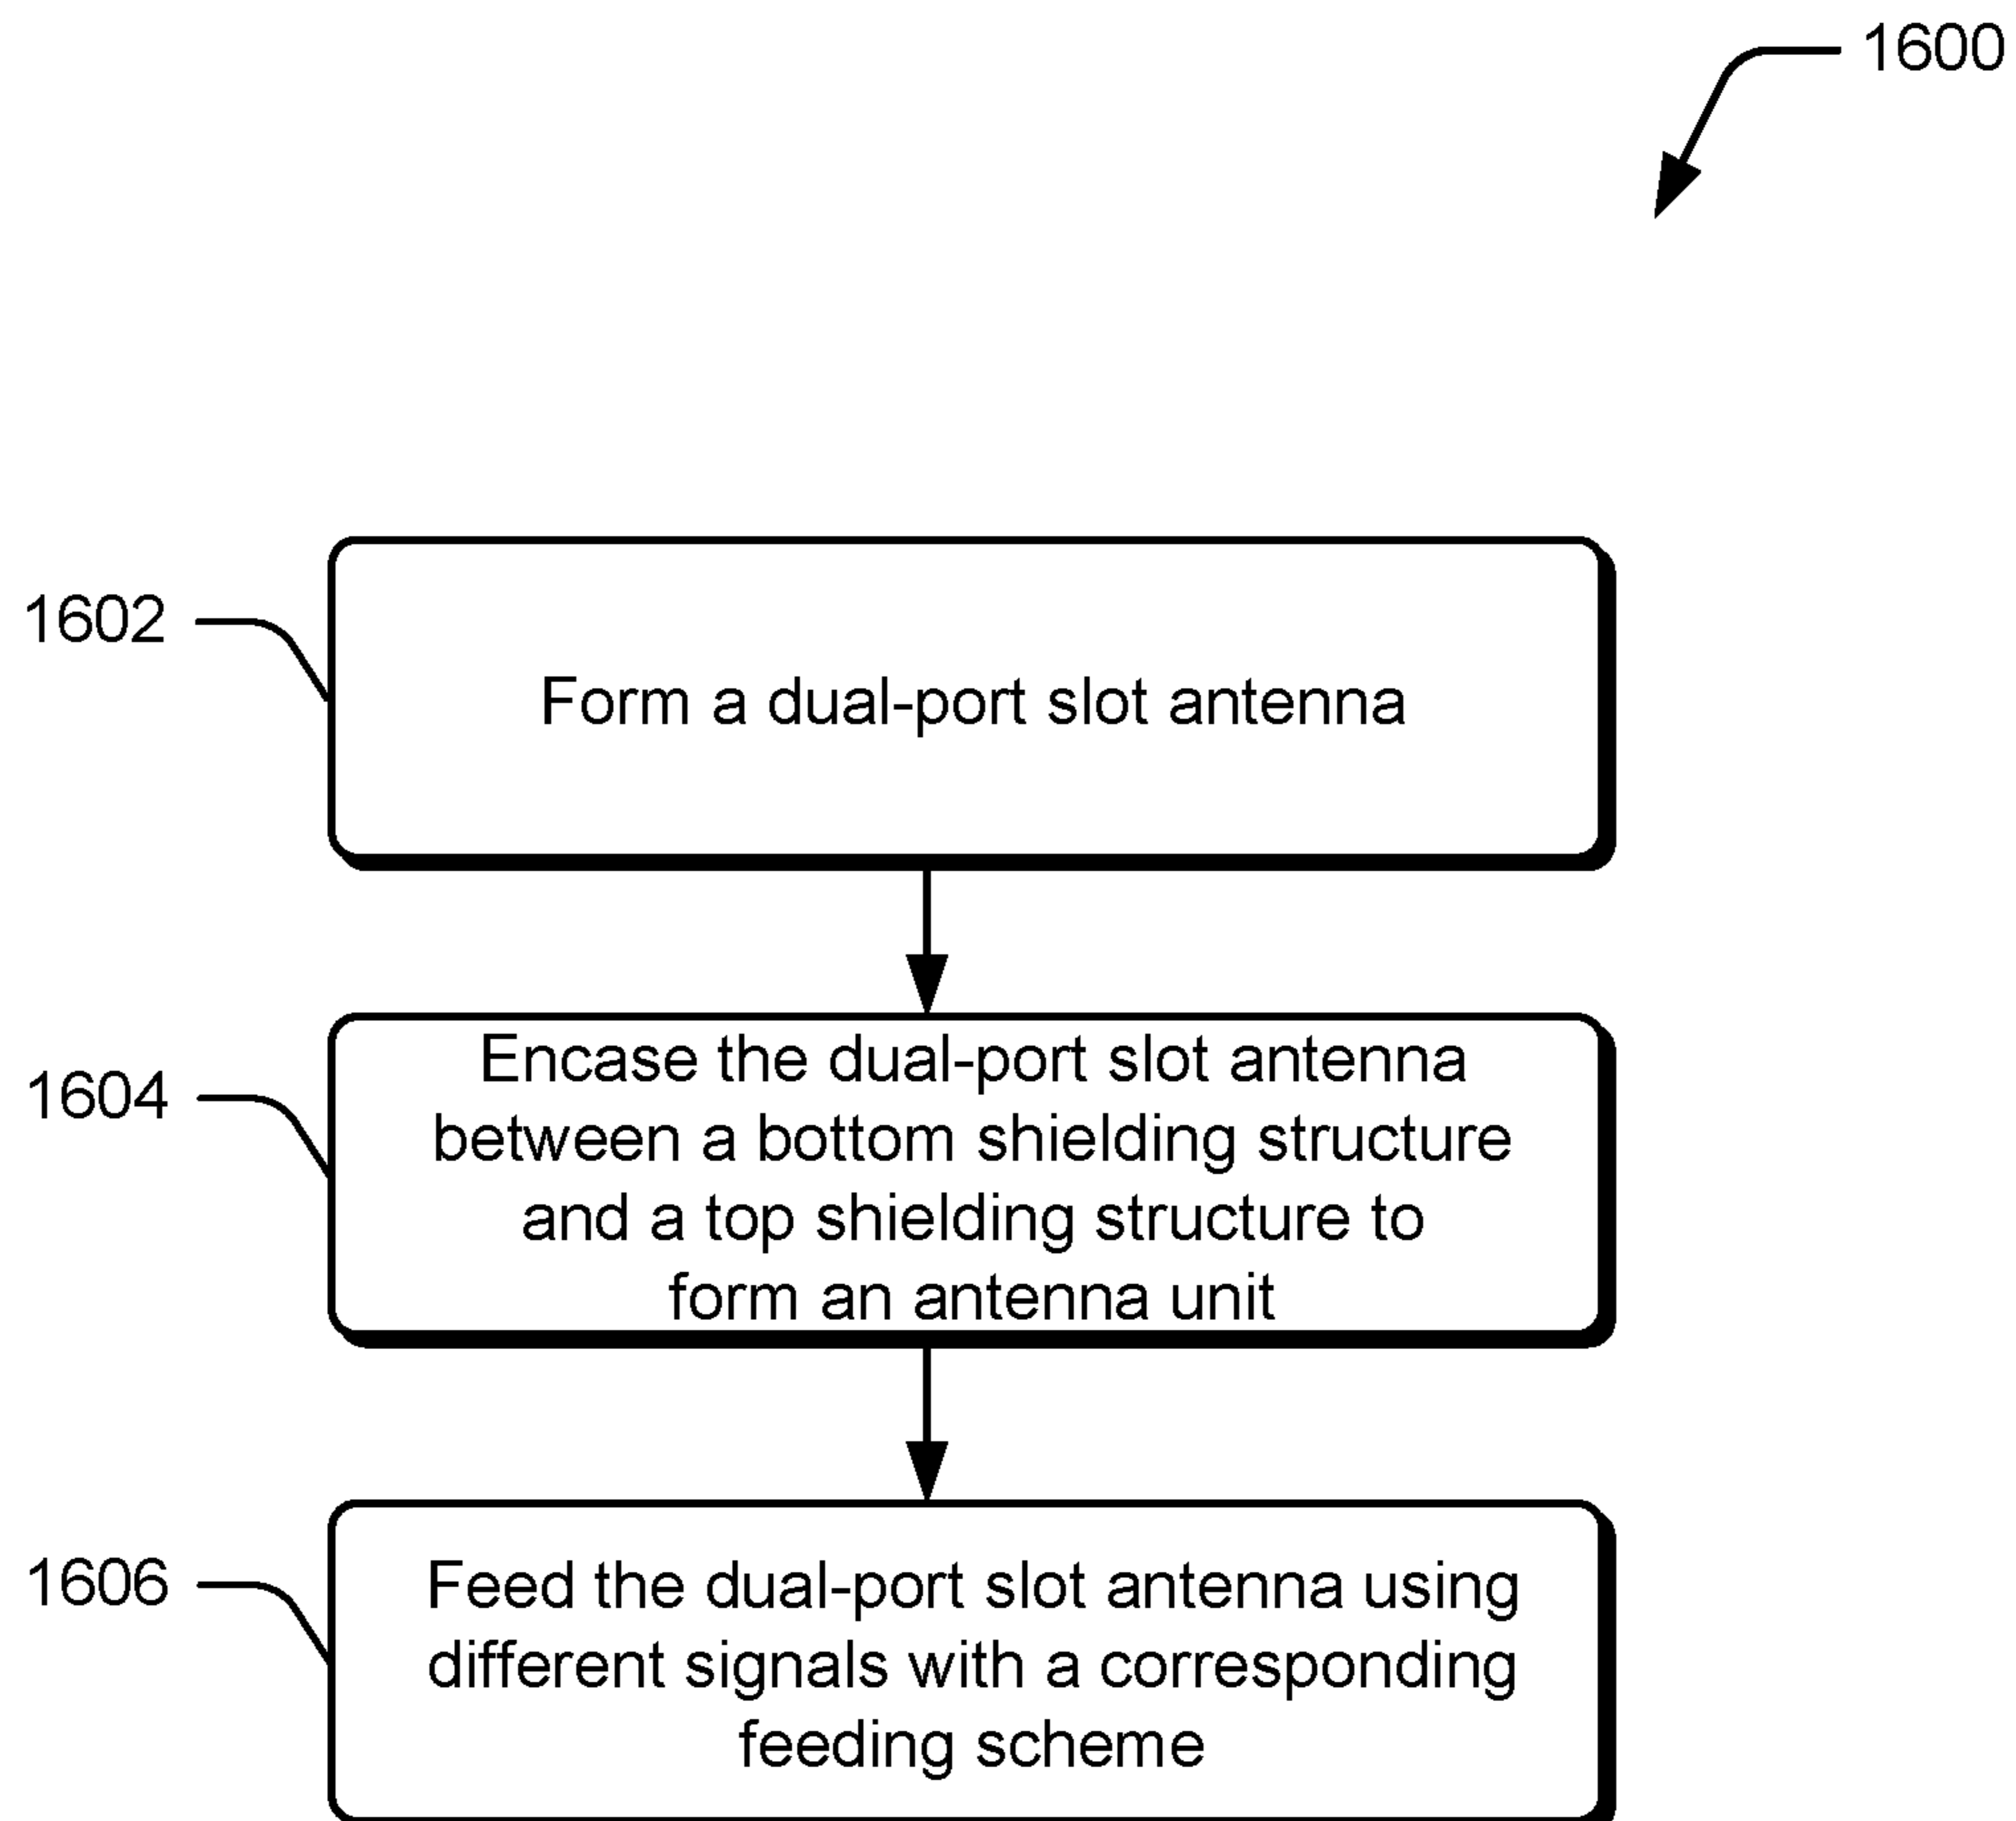 1600
1602
Form a dual-port slot antenna
1604
Encase the dual-port slot antenna
between a bottom shielding structure
and a top shielding structure to
form an antenna unit
1606
Feed the dual-port slot antenna using
different signals with a corresponding
feeding scheme